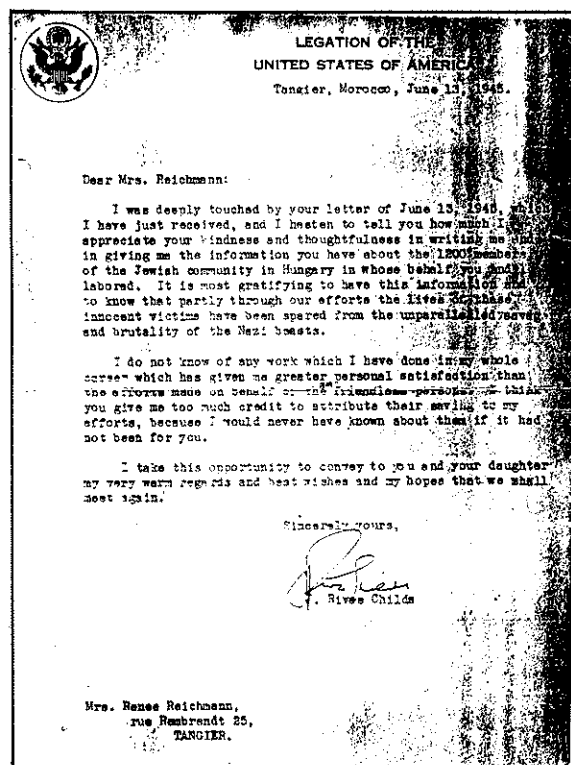 LEGATION OF THE
UNITED STATES OF AMERICA
Tangier, Morocco, June 13, 1945.
Dear Mrs. Reichmann:
I was deeply touched by your letter of June 13, 1945, which
I have just received, and I hasten to tell you how much I
appreciate your kindness and thoughtfulness in writing me and
in giving me the information you have about the 1200 members
of the Jewish community in Hungary in whose behalf you and I
labored. It is most gratifying to have this information and
to know that partly through our efforts the lives of these
innocent victims have been spared from the unparalleled
and brutality of the Nazi beasts.
I do not know of any work which I have done in my whole
career which has given me greater personal satisfaction than
the efforts made on behalf of the friendless persons. I think
you give me too much credit to attribute their saving to my
efforts, because I would never have known about them if it had
not been for you.
I take this opportunity to convey to you and your daughter
my very warm regards and best wishes and my hopes that we shall
meet again.
Sincerely yours,
J. Rives Childs
Mrs. Renee Reichmann,
rue Rembrandt 25,
TANGIER.